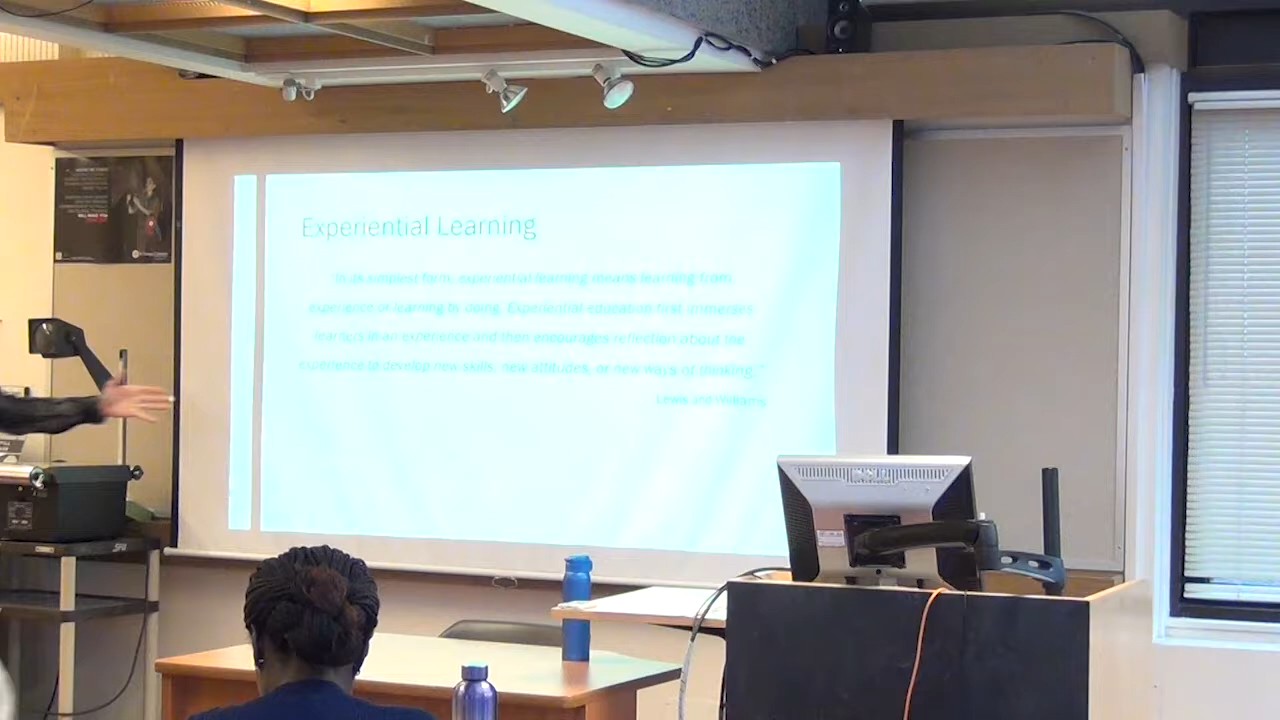 Experiential Learning
"In its simplest form, experiential learning means learning from
experience or learning by doing. Experiential education first immerses
learners in an experience and then encourages reflection about the
experience to develop new skills, new attitudes, or new ways of thinking."
Lewis and Williams